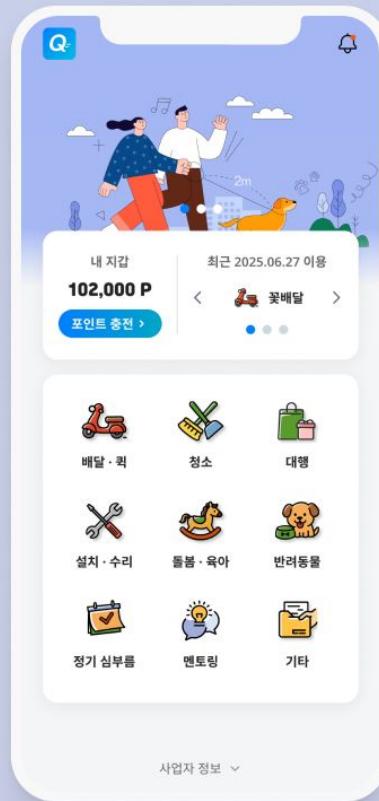 Q
2m
내 지갑
102,000 P
포인트 충전 >
최근 2025.06.27 이용
꽃배달
배달 · 퀵
청소
대행
설치 · 수리
돌봄 · 육아
반려동물
정기 심부름
멘토링
기타
사업자 정보